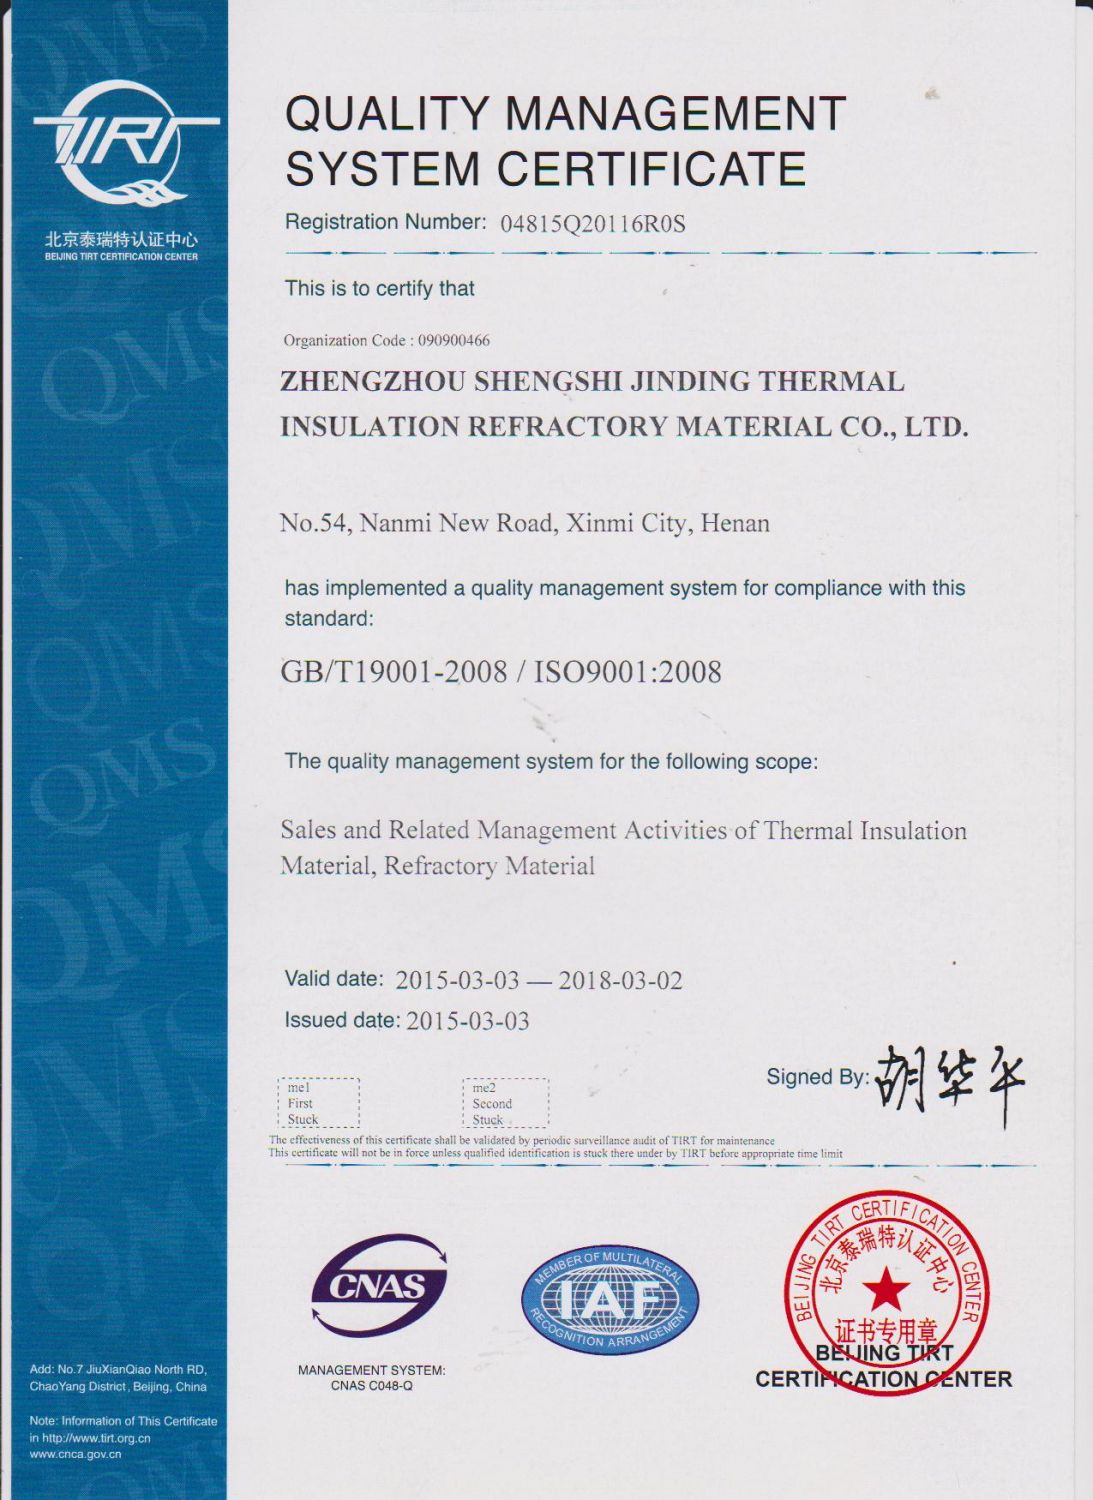 TIRT
北京泰瑞特认证中心
BEIJING TIRT CERTIFICATION CENTER
QUALITY MANAGEMENT
SYSTEM CERTIFICATE
Registration Number: 04815Q20116R0S
This is to certify that
Organization Code : 090900466
ZHENGZHOU SHENGSHI JINDING THERMAL
INSULATION REFRACTORY MATERIAL CO., LTD.
No.54, Nanmi New Road, Xinmi City, Henan
has implemented a quality management system for compliance with this
standard:
GB/T19001-2008 / ISO9001:2008
The quality management system for the following scope:
Sales and Related Management Activities of Thermal Insulation
Material, Refractory Material
Valid date: 2015-03-03 — 2018-03-02
Issued date: 2015-03-03
Signed By: 胡华平
me1
First
Stuck
me2
Second
Stuck
The effectiveness of this certificate shall be validated by periodic surveillance audit of TIRT for maintenance
This certificate will not be in force unless qualified identification is stuck there under by TIRT before appropriate time limit
CNAS
MANAGEMENT SYSTEM:
CNAS C048-Q
MEMBER OF MULTILATERAL
IAF
RECOGNITION ARRANGEMENT
BEIJING TIRT CERTIFICATION CENTER
北京泰瑞特认证中心
证书专用章
BEIJING TIRT
CERTIFICATION CENTER
Add: No.7 JiuXianQiao North RD,
ChaoYang District, Beijing, China
Note: Information of This Certificate
in http://www.tirt.org.cn
www.cnca.gov.cn
QMS
QMS
QMS
QMS
QMS
QMS
QMS